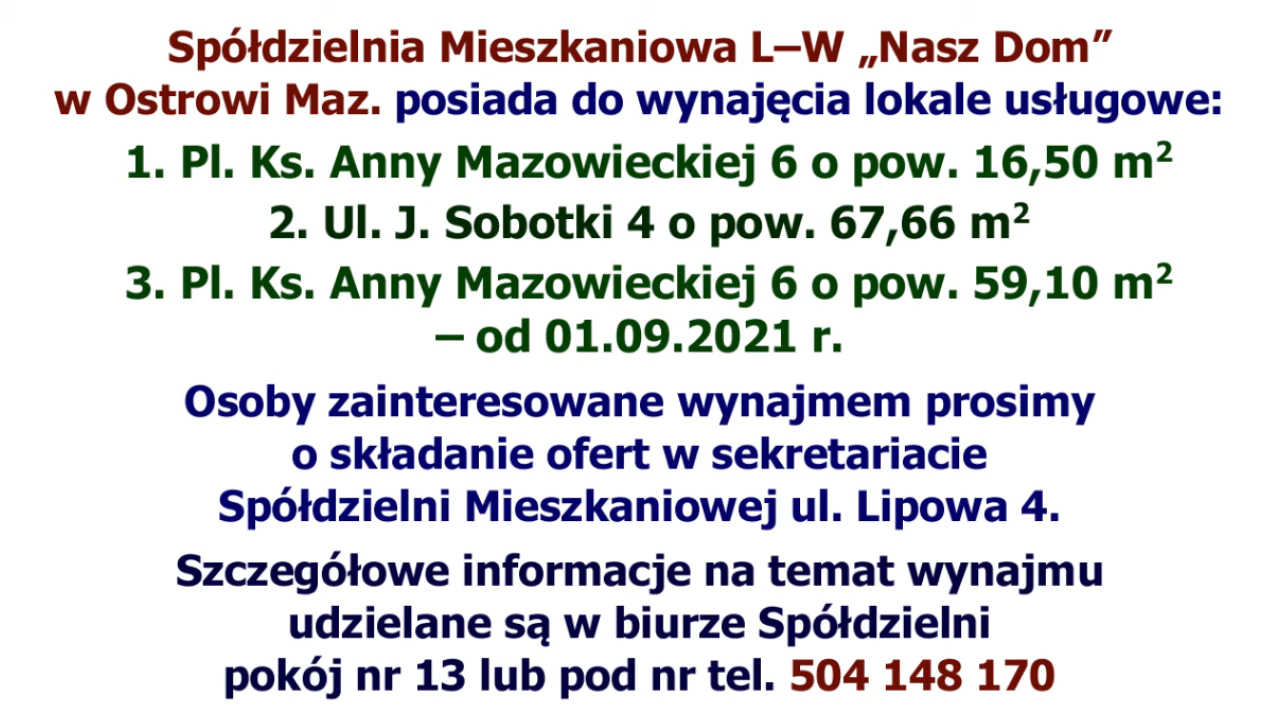 Spółdzielnia Mieszkaniowa L–W „Nasz Dom”
w Ostrowi Maz. posiada do wynajęcia lokale usługowe:
1. Pl. Ks. Anny Mazowieckiej 6 o pow. 16,50 m²
2. Ul. J. Sobotki 4 o pow. 67,66 m²
3. Pl. Ks. Anny Mazowieckiej 6 o pow. 59,10 m²
– od 01.09.2021 r.
Osoby zainteresowane wynajmem prosimy
o składanie ofert w sekretariacie
Spółdzielni Mieszkaniowej ul. Lipowa 4.
Szczegółowe informacje na temat wynajmu
udzielane są w biurze Spółdzielni
pokój nr 13 lub pod nr tel. 504 148 170